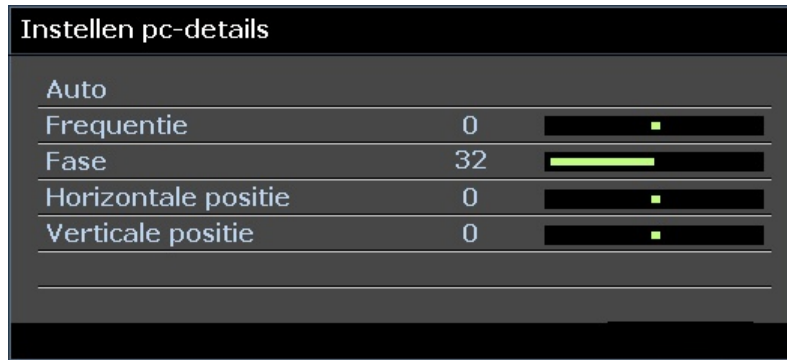 Instellen pc-details
Auto
Frequentie 0
Fase 32
Horizontale positie 0
Verticale positie 0